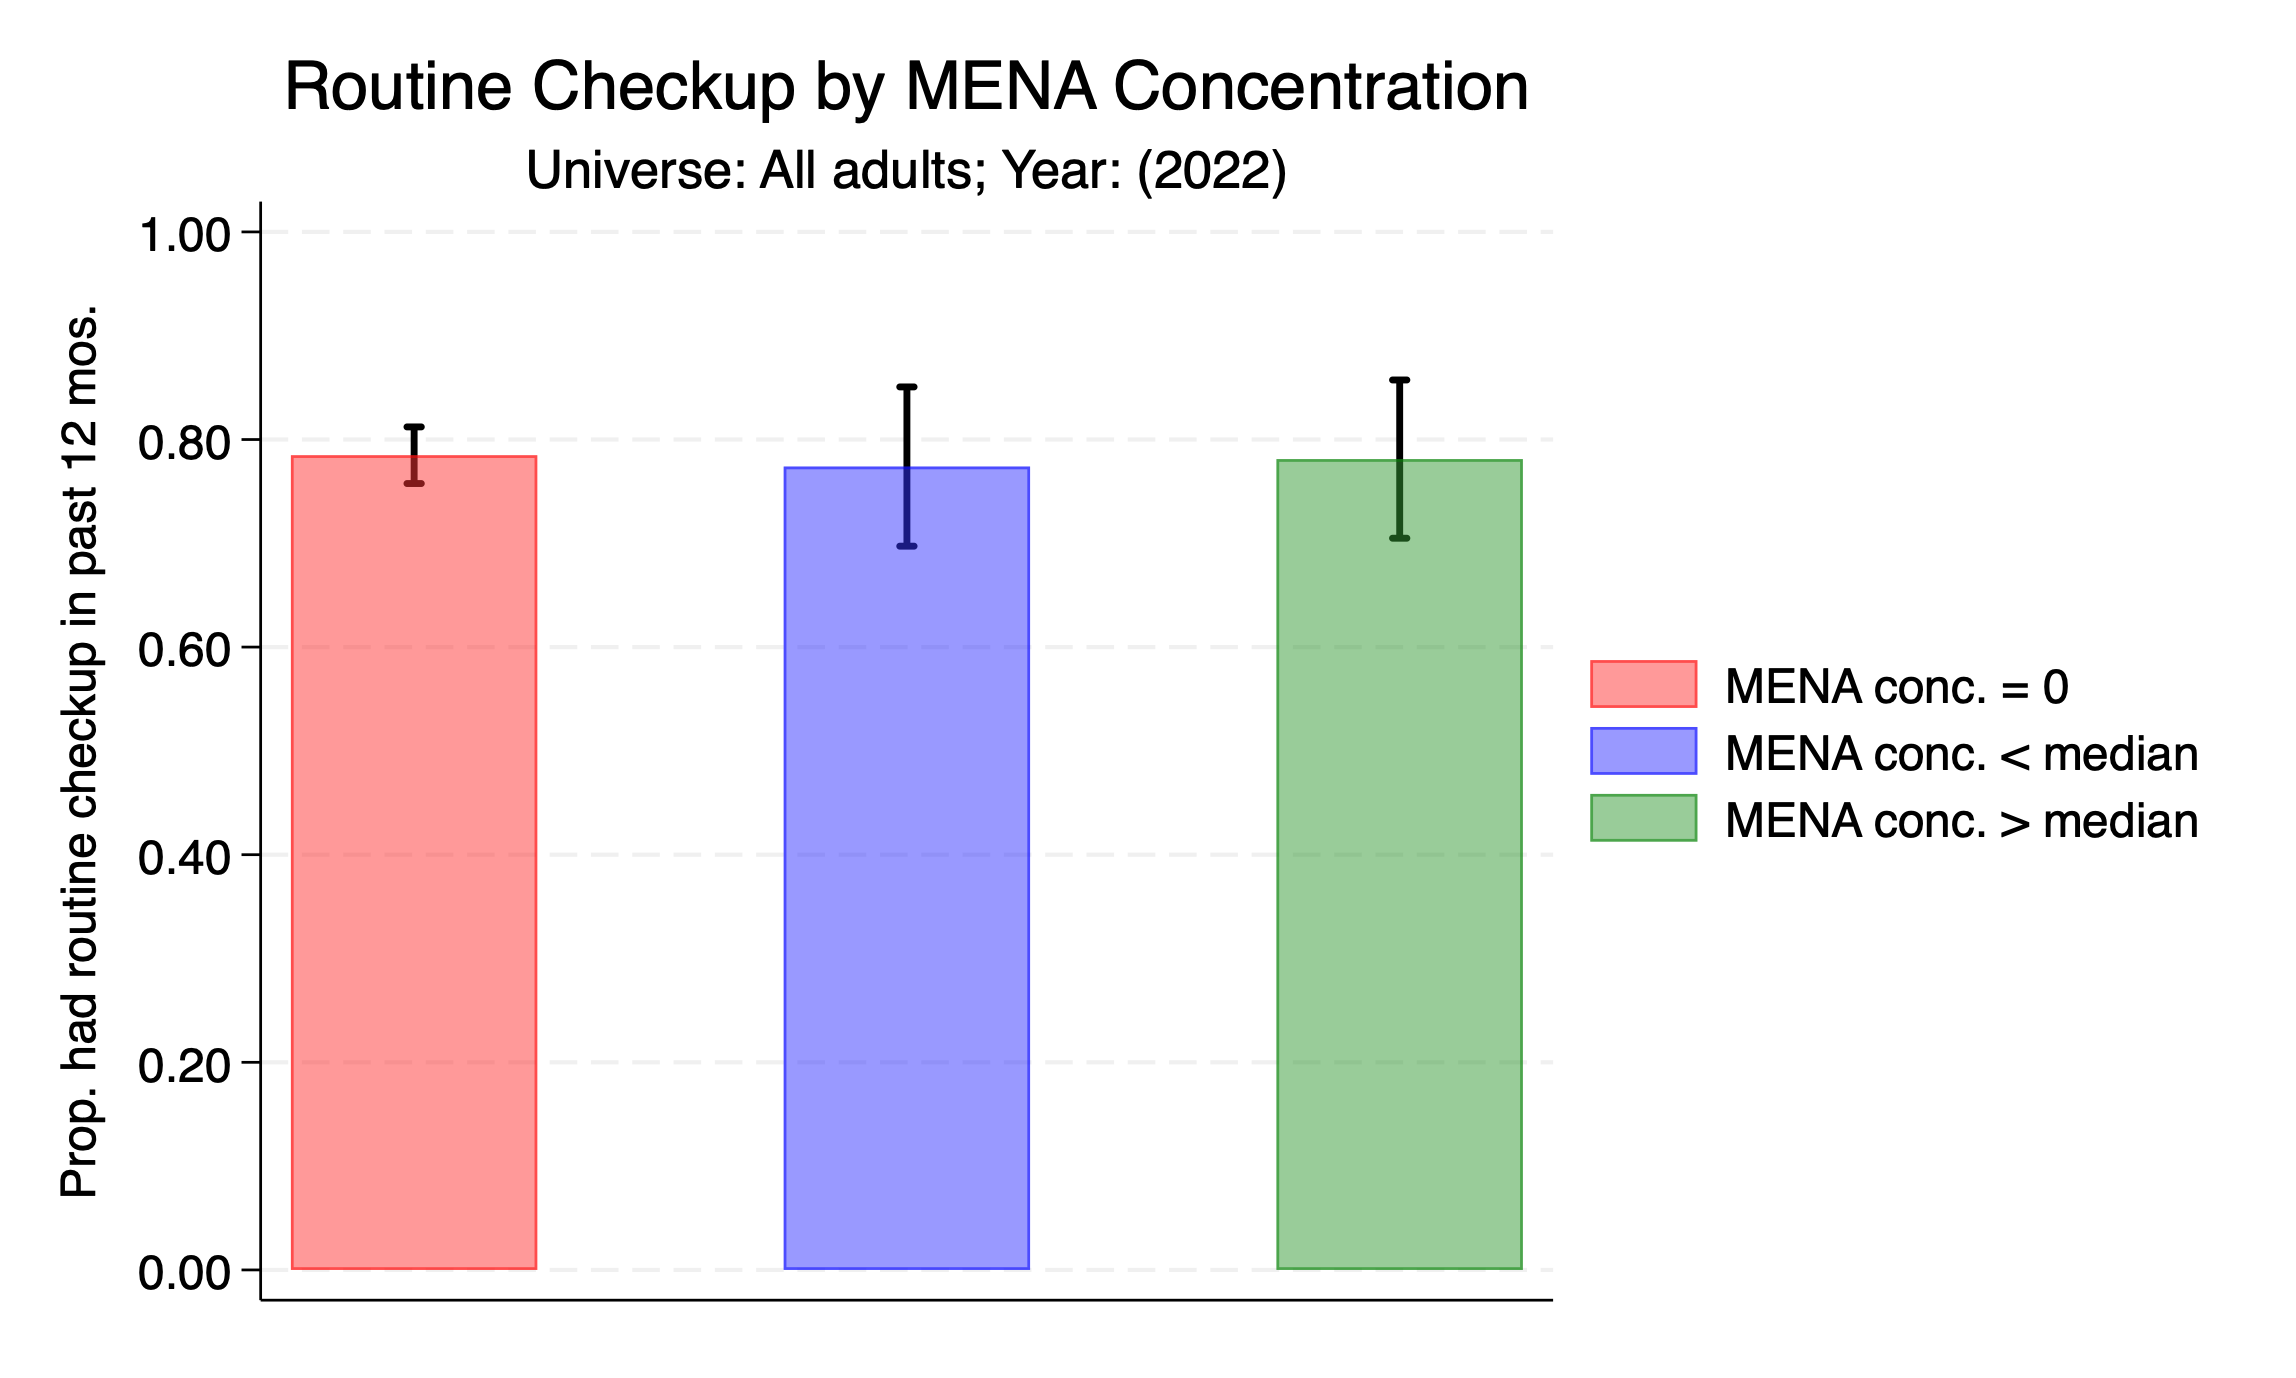 Routine Checkup by MENA Concentration
Universe: All adults; Year: (2022)
Prop. had routine checkup in past 12 mos.
1.00
0.80
0.60
0.40
0.20
0.00
MENA conc. = 0
MENA conc. < median
MENA conc. > median